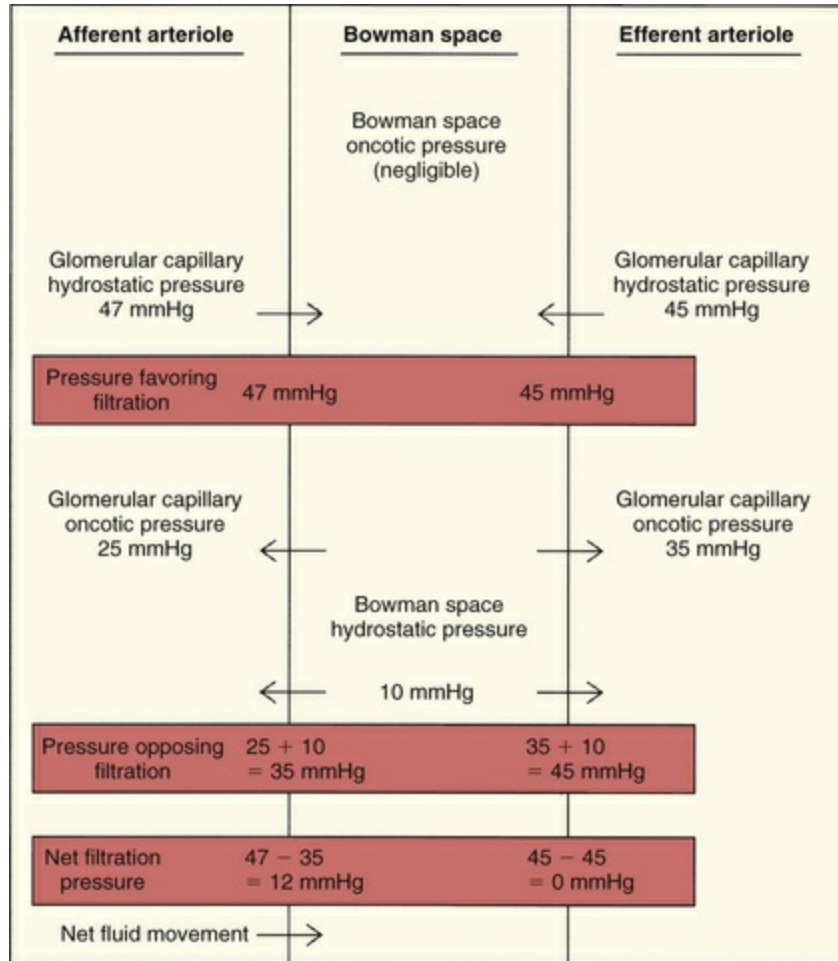 Afferent arteriole Bowman space Efferent arteriole
Bowman space
oncotic pressure
(negligible)
Glomerular capillary
hydrostatic pressure
47 mmHg
Glomerular capillary
hydrostatic pressure
45 mmHg
Pressure favoring
filtration
47 mmHg
45 mmHg
Glomerular capillary
oncotic pressure
25 mmHg
Glomerular capillary
oncotic pressure
35 mmHg
Bowman space
hydrostatic pressure
10 mmHg
Pressure opposing
filtration
25 + 10
= 35 mmHg
35 + 10
= 45 mmHg
Net filtration
pressure
47 − 35
= 12 mmHg
45 − 45
= 0 mmHg
Net fluid movement